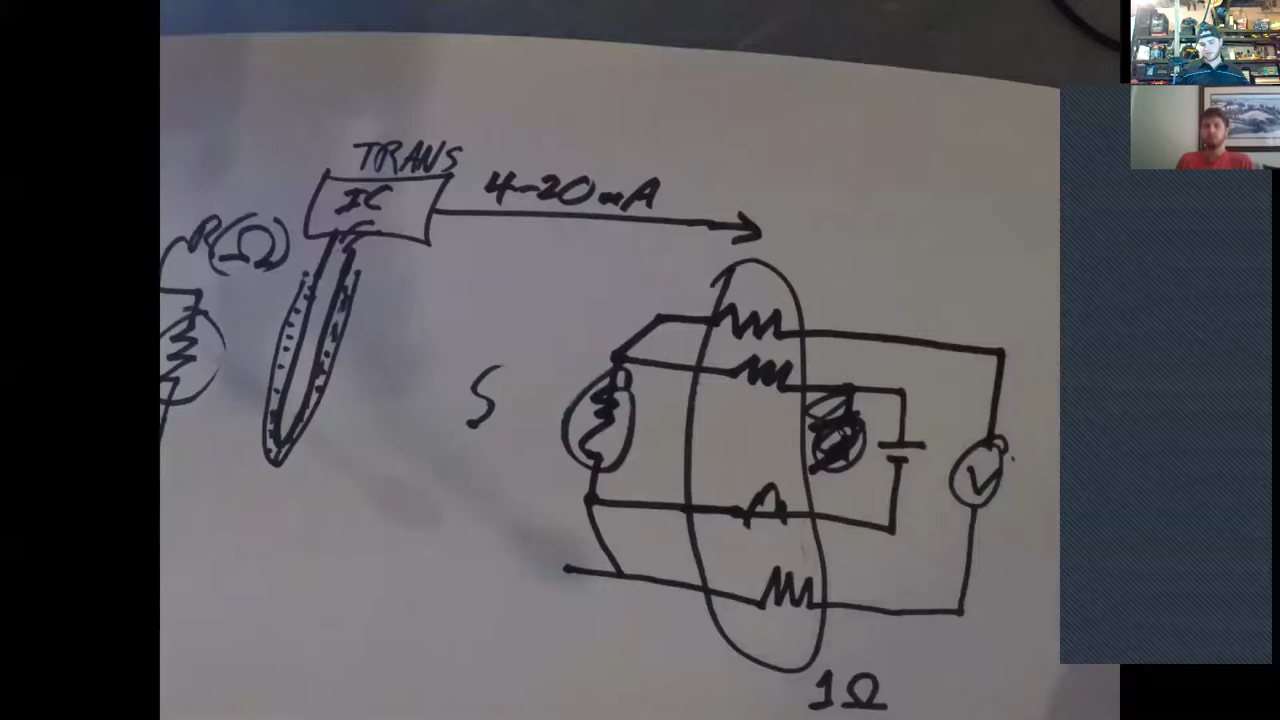 TRANS
IC
4-20mA
R(Ω)
S
V
1Ω